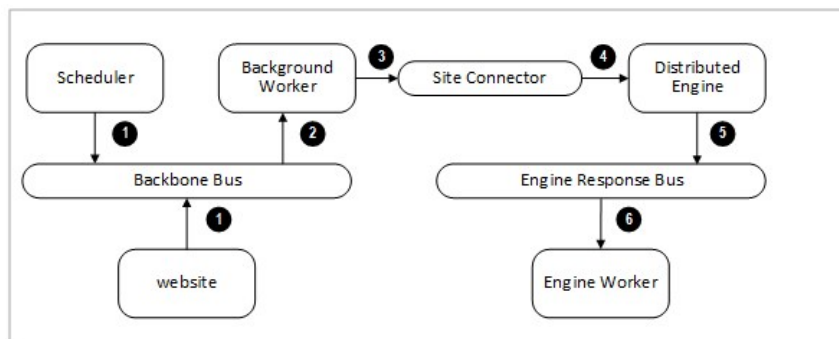 Scheduler
Background
Worker
3
Site Connector
4
Distributed
Engine
1
2
5
Backbone Bus
Engine Response Bus
1
6
website
Engine Worker